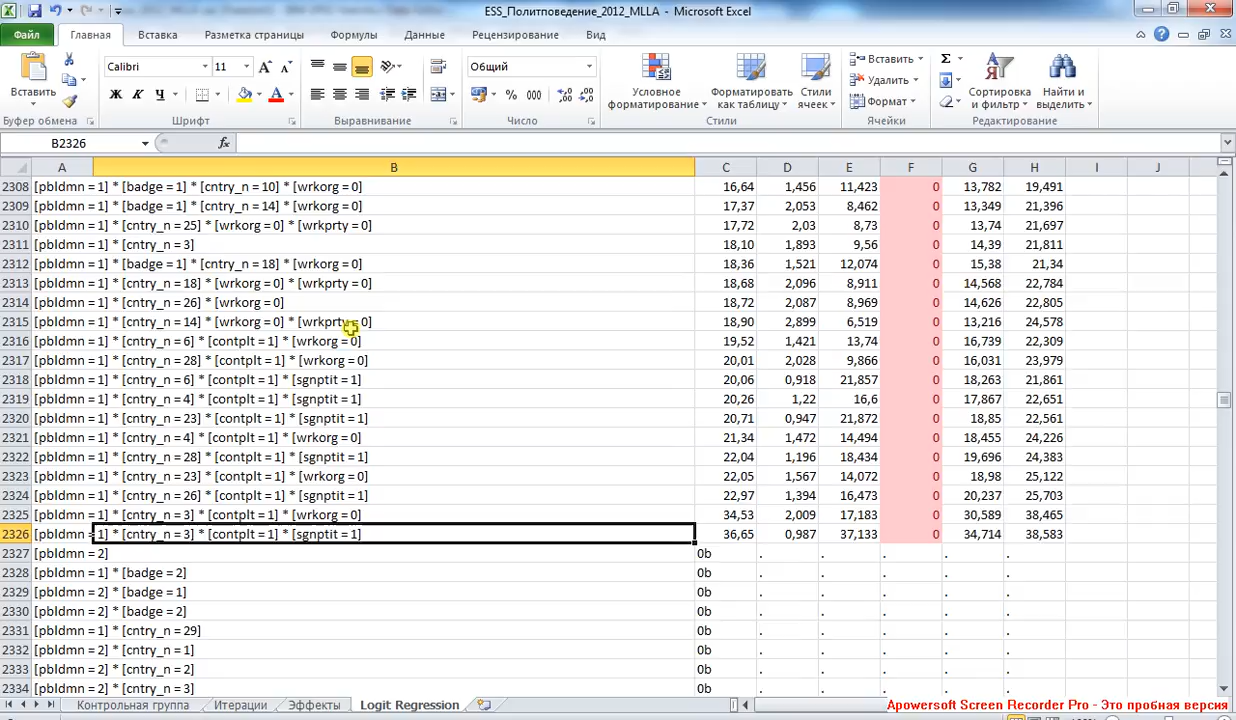 ESS_Политповедение_2012_MLLA — Microsoft Excel
Файл Главная Вставка Разметка страницы Формулы Данные Рецензирование Вид
Вставить
Calibri 11
Ж К Ч
Общий
% 000
Условное форматирование
Форматировать как таблицу
Стили ячеек
Вставить
Удалить
Формат
Сортировка и фильтр
Найти и выделить
Буфер обмена Шрифт Выравнивание Число Стили Ячейки Редактирование
B2326 fx
A B C D E F G H I J
2308 [pbldmn = 1] * [badge = 1] * [cntry_n = 10] * [wrkorg = 0] 16,64 1,456 11,423 0 13,782 19,491
2309 [pbldmn = 1] * [badge = 1] * [cntry_n = 14] * [wrkorg = 0] 17,37 2,053 8,462 0 13,349 21,396
2310 [pbldmn = 1] * [cntry_n = 25] * [wrkorg = 0] * [wrkprty = 0] 17,72 2,03 8,73 0 13,74 21,697
2311 [pbldmn = 1] * [cntry_n = 3] 18,10 1,893 9,56 0 14,39 21,811
2312 [pbldmn = 1] * [badge = 1] * [cntry_n = 18] * [wrkorg = 0] 18,36 1,521 12,074 0 15,38 21,34
2313 [pbldmn = 1] * [cntry_n = 18] * [wrkorg = 0] * [wrkprty = 0] 18,68 2,096 8,911 0 14,568 22,784
2314 [pbldmn = 1] * [cntry_n = 26] * [wrkorg = 0] 18,72 2,087 8,969 0 14,626 22,805
2315 [pbldmn = 1] * [cntry_n = 14] * [wrkorg = 0] * [wrkprty = 0] 18,90 2,899 6,519 0 13,216 24,578
2316 [pbldmn = 1] * [cntry_n = 6] * [contplt = 1] * [wrkorg = 0] 19,52 1,421 13,74 0 16,739 22,309
2317 [pbldmn = 1] * [cntry_n = 28] * [contplt = 1] * [wrkorg = 0] 20,01 2,028 9,866 0 16,031 23,979
2318 [pbldmn = 1] * [cntry_n = 6] * [contplt = 1] * [sgnptit = 1] 20,06 0,918 21,857 0 18,263 21,861
2319 [pbldmn = 1] * [cntry_n = 4] * [contplt = 1] * [sgnptit = 1] 20,26 1,22 16,6 0 17,867 22,651
2320 [pbldmn = 1] * [cntry_n = 23] * [contplt = 1] * [sgnptit = 1] 20,71 0,947 21,872 0 18,85 22,561
2321 [pbldmn = 1] * [cntry_n = 4] * [contplt = 1] * [wrkorg = 0] 21,34 1,472 14,494 0 18,455 24,226
2322 [pbldmn = 1] * [cntry_n = 28] * [contplt = 1] * [sgnptit = 1] 22,04 1,196 18,434 0 19,696 24,383
2323 [pbldmn = 1] * [cntry_n = 23] * [contplt = 1] * [wrkorg = 0] 22,05 1,567 14,072 0 18,98 25,122
2324 [pbldmn = 1] * [cntry_n = 26] * [contplt = 1] * [sgnptit = 1] 22,97 1,394 16,473 0 20,237 25,703
2325 [pbldmn = 1] * [cntry_n = 3] * [contplt = 1] * [wrkorg = 0] 34,53 2,009 17,183 0 30,589 38,465
2326 [pbldmn = 1] * [cntry_n = 3] * [contplt = 1] * [sgnptit = 1] 36,65 0,987 37,133 0 34,714 38,583
2327 [pbldmn = 2] 0b . . . . .
2328 [pbldmn = 1] * [badge = 2] 0b . . . . .
2329 [pbldmn = 2] * [badge = 1] 0b . . . . .
2330 [pbldmn = 2] * [badge = 2] 0b . . . . .
2331 [pbldmn = 1] * [cntry_n = 29] 0b . . . . .
2332 [pbldmn = 2] * [cntry_n = 1] 0b . . . . .
2333 [pbldmn = 2] * [cntry_n = 2] 0b . . . . .
2334 [pbldmn = 2] * [cntry_n = 3] 0b . . . . .
Контрольная группа Итерации Эффекты Logit Regression
Apowersoft Screen Recorder Pro - Это пробная версия